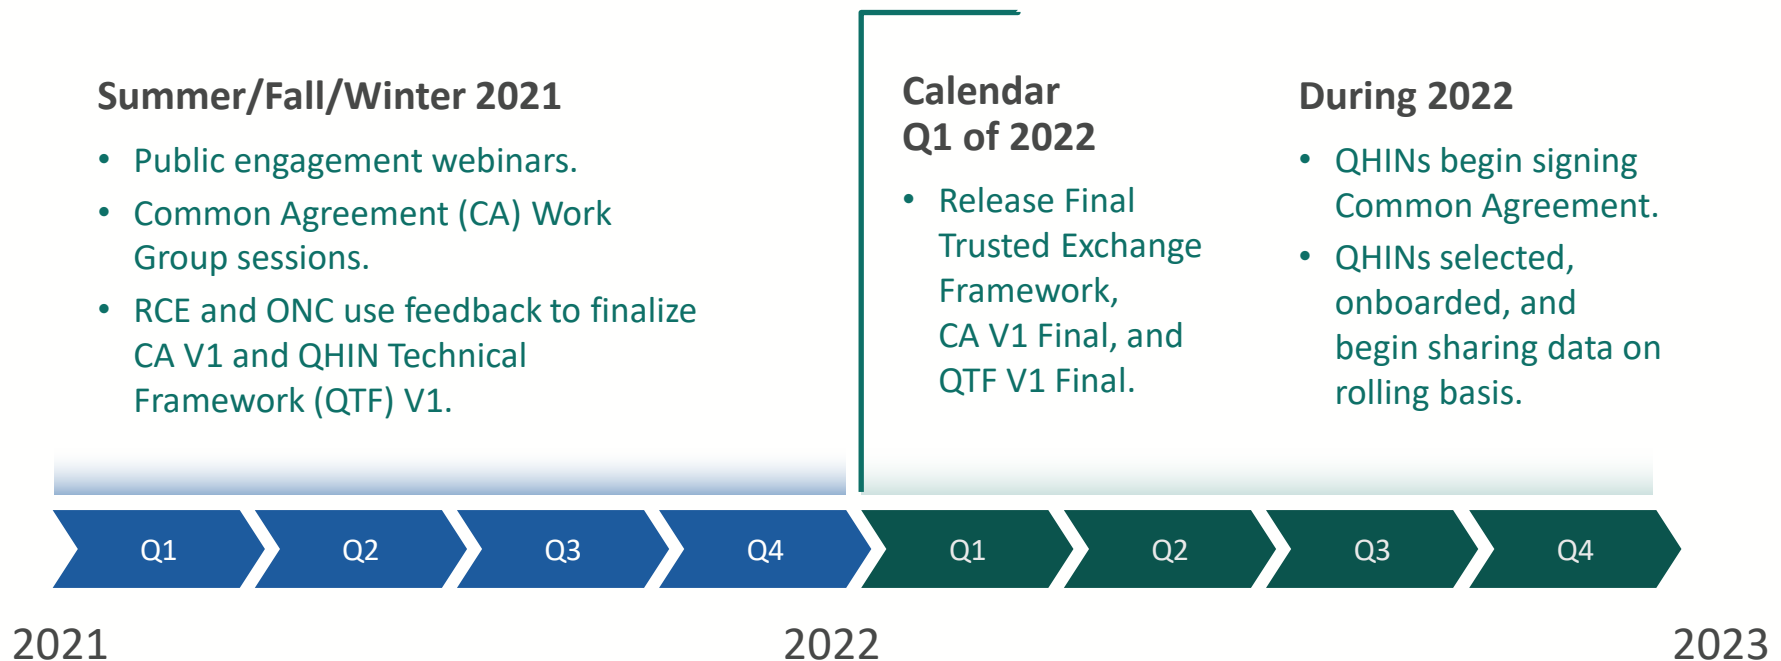 Summer/Fall/Winter 2021
• Public engagement webinars.
• Common Agreement (CA) Work
Group sessions.
• RCE and ONC use feedback to finalize
CA V1 and QHIN Technical
Framework (QTF) V1.
Calendar
Q1 of 2022
• Release Final
Trusted Exchange
Framework,
CA V1 Final, and
QTF V1 Final.
During 2022
• QHINs begin signing
Common Agreement.
• QHINs selected,
onboarded, and
begin sharing data on
rolling basis.
Q1 Q2 Q3 Q4 Q1 Q2 Q3 Q4
2021 2022 2023